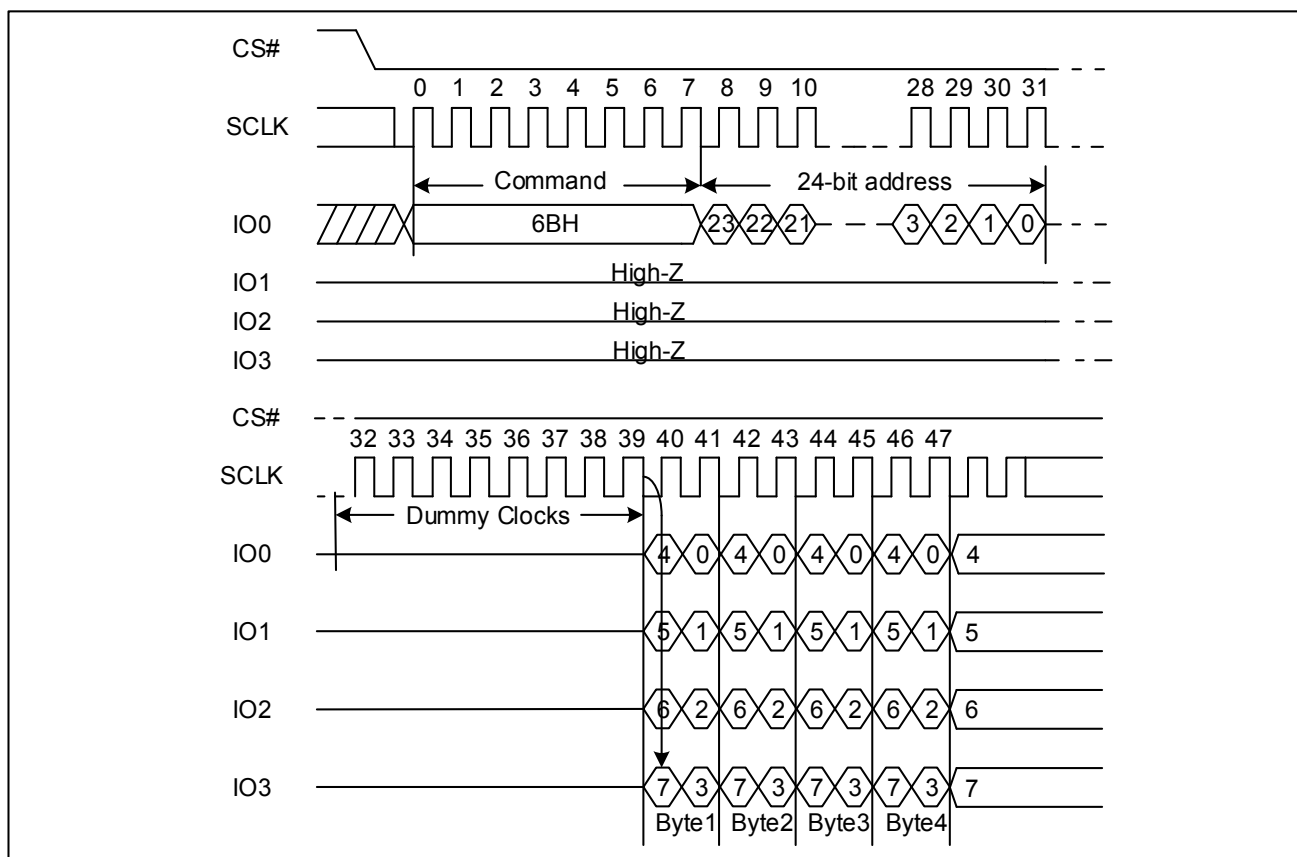 CS#
0 1 2 3 4 5 6 7 8 9 10 28 29 30 31
SCLK
Command 24-bit address
IO0 6BH 23 22 21 3 2 1 0
IO1 High-Z
IO2 High-Z
IO3 High-Z
CS#
32 33 34 35 36 37 38 39 40 41 42 43 44 45 46 47
SCLK
Dummy Clocks
IO0 4 0 4 0 4 0 4 0 4
IO1 5 1 5 1 5 1 5 1 5
IO2 6 2 6 2 6 2 6 2 6
IO3 7 3 7 3 7 3 7 3 7
Byte1 Byte2 Byte3 Byte4